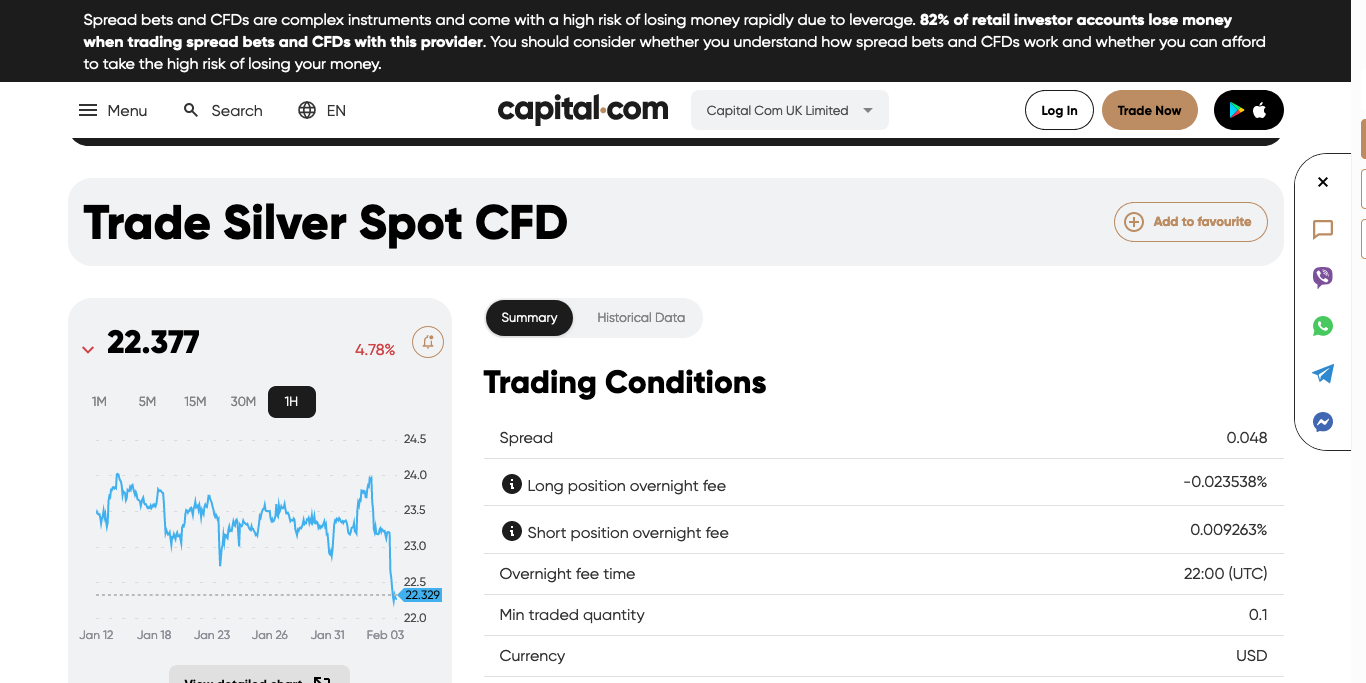 Spread bets and CFDs are complex instruments and come with a high risk of losing money rapidly due to leverage. 82% of retail investor accounts lose money
when trading spread bets and CFDs with this provider. You should consider whether you understand how spread bets and CFDs work and whether you can afford
to take the high risk of losing your money.
Menu
Search
EN
capital.com
Capital Com UK Limited
Log In
Trade Now
Trade Silver Spot CFD
Add to favourite
22.377
4.78%
1M 5M 15M 30M 1H
24.5
24.0
23.5
23.0
22.5
22.329
22.0
Jan 12 Jan 18 Jan 23 Jan 26 Jan 31 Feb 03
View detailed chart
Summary
Historical Data
Trading Conditions
Spread 0.048
Long position overnight fee -0.023538%
Short position overnight fee 0.009263%
Overnight fee time 22:00 (UTC)
Min traded quantity 0.1
Currency USD